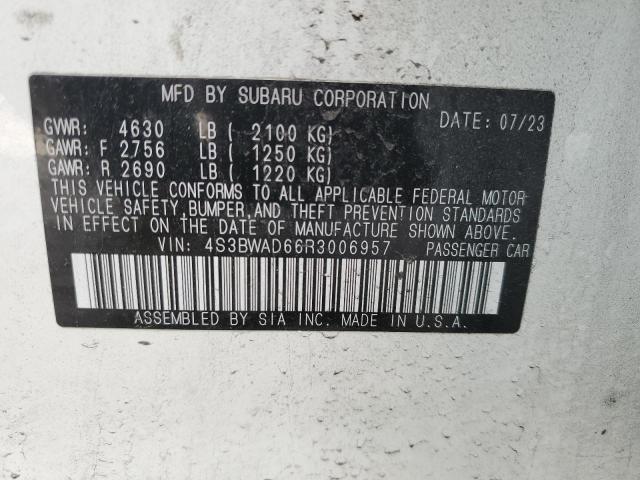 MFD BY SUBARU CORPORATION
DATE: 07/23
GVWR: 4630 LB ( 2100 KG)
GAWR: F 2756 LB ( 1250 KG)
GAWR: R 2690 LB ( 1220 KG)
THIS VEHICLE CONFORMS TO ALL APPLICABLE FEDERAL MOTOR
VEHICLE SAFETY,BUMPER,AND THEFT PREVENTION STANDARDS
IN EFFECT ON THE DATE OF MANUFACTURE SHOWN ABOVE.
VIN: 4S3BWAD66R3006957 PASSENGER CAR
ASSEMBLED BY SIA INC. MADE IN U.S.A.